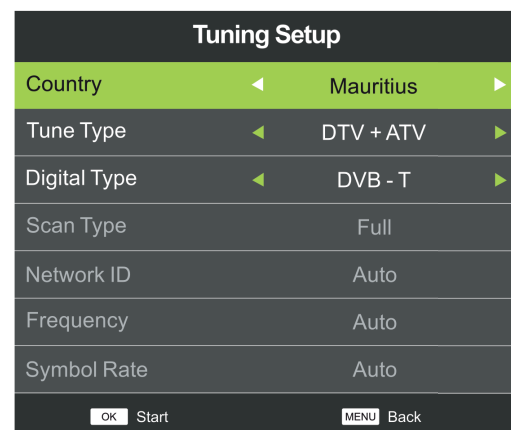 Tuning Setup
Country Mauritius
Tune Type DTV + ATV
Digital Type DVB - T
Scan Type Full
Network ID Auto
Frequency Auto
Symbol Rate Auto
OK Start MENU Back